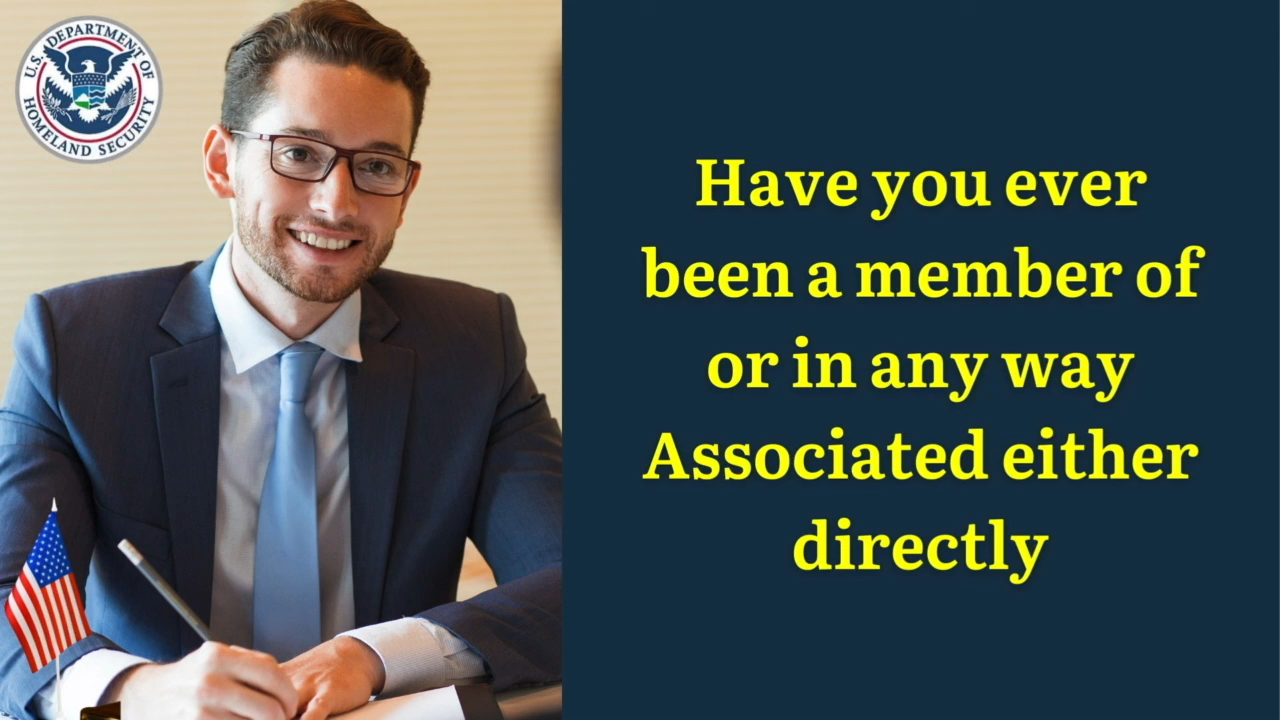 U.S. DEPARTMENT OF
HOMELAND SECURITY
Have you ever
been a member of
or in any way
Associated either
directly